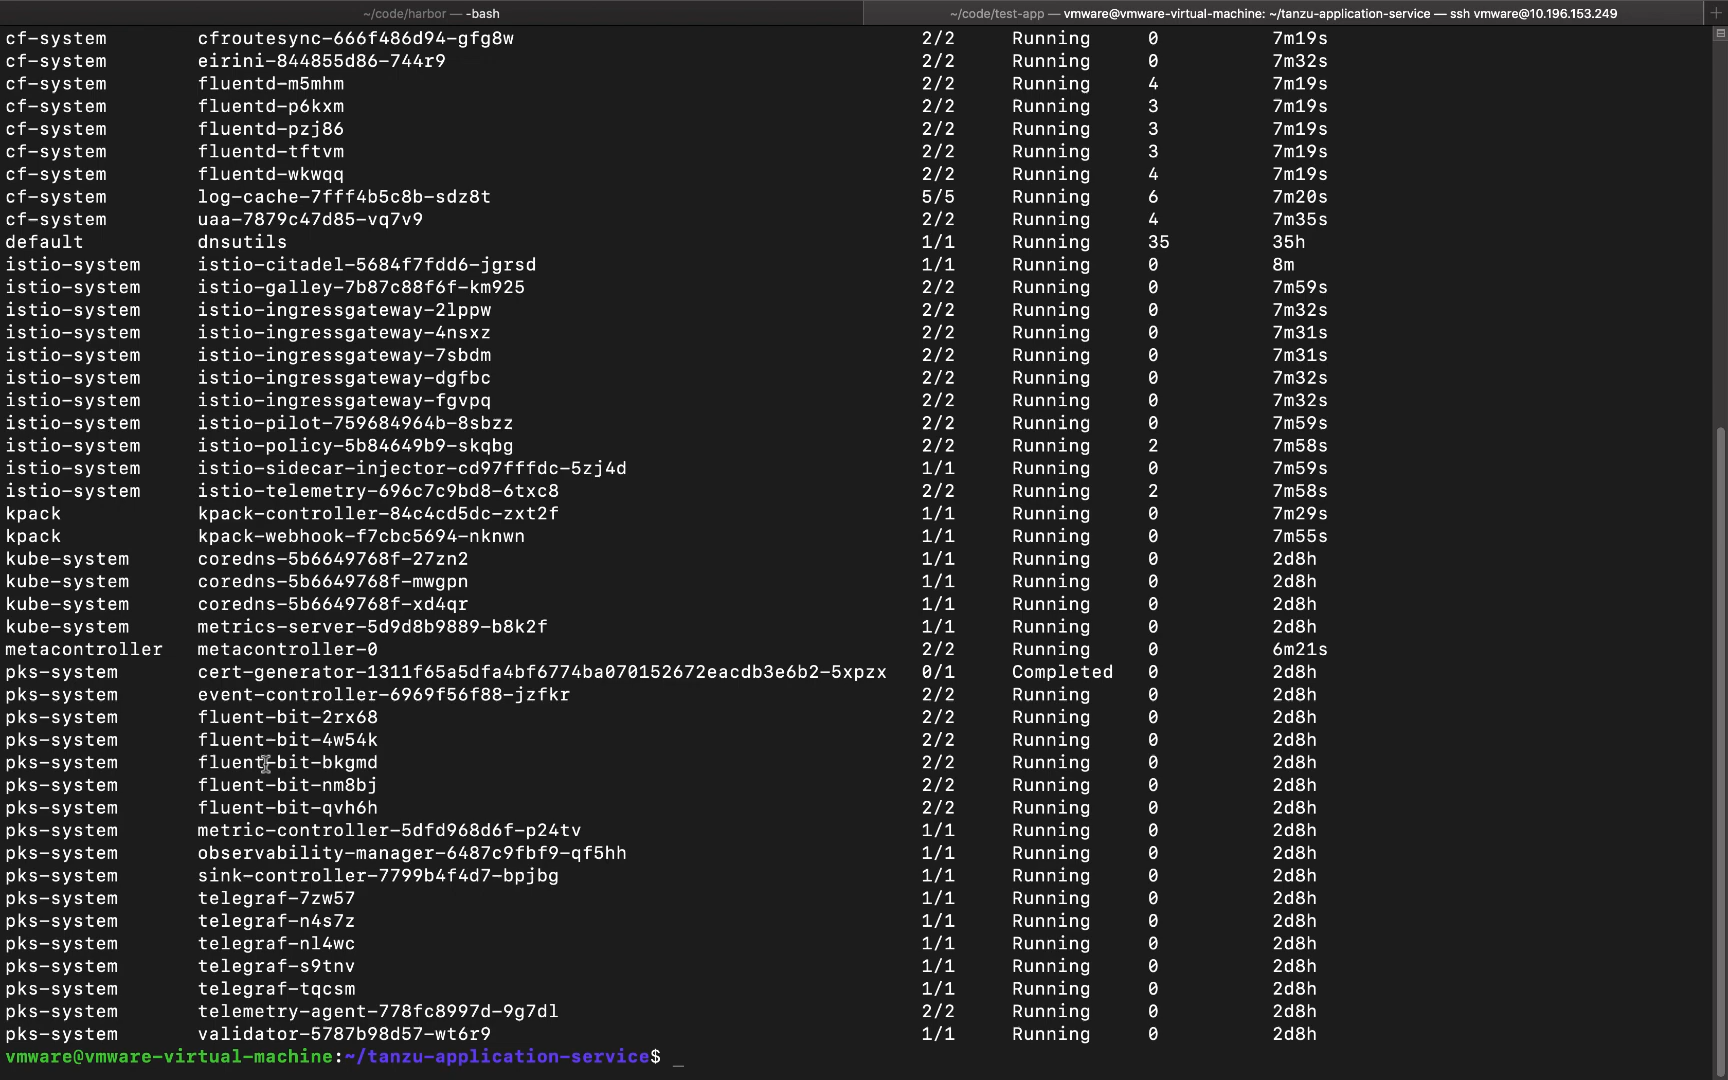 ~/code/harbor — -bash
~/code/test-app — vmware@vmware-virtual-machine: ~/tanzu-application-service — ssh vmware@10.196.153.249
cf-system cfroutesync-666f486d94-gfg8w 2/2 Running 0 7m19s
cf-system eirini-844855d86-744r9 2/2 Running 0 7m32s
cf-system fluentd-m5mhm 2/2 Running 4 7m19s
cf-system fluentd-p6kxm 2/2 Running 3 7m19s
cf-system fluentd-pzj86 2/2 Running 3 7m19s
cf-system fluentd-tftvm 2/2 Running 3 7m19s
cf-system fluentd-wkwqq 2/2 Running 4 7m19s
cf-system log-cache-7fff4b5c8b-sdz8t 5/5 Running 6 7m20s
cf-system uaa-7879c47d85-vq7v9 2/2 Running 4 7m35s
default dnsutils 1/1 Running 35 35h
istio-system istio-citadel-5684f7fdd6-jgrsd 1/1 Running 0 8m
istio-system istio-galley-7b87c88f6f-km925 2/2 Running 0 7m59s
istio-system istio-ingressgateway-2lppw 2/2 Running 0 7m32s
istio-system istio-ingressgateway-4nsxz 2/2 Running 0 7m31s
istio-system istio-ingressgateway-7sbdm 2/2 Running 0 7m31s
istio-system istio-ingressgateway-dgfbc 2/2 Running 0 7m32s
istio-system istio-ingressgateway-fgvpq 2/2 Running 0 7m32s
istio-system istio-pilot-759684964b-8sbzz 2/2 Running 0 7m59s
istio-system istio-policy-5b84649b9-skqbg 2/2 Running 2 7m58s
istio-system istio-sidecar-injector-cd97fffdc-5zj4d 1/1 Running 0 7m59s
istio-system istio-telemetry-696c7c9bd8-6txc8 2/2 Running 2 7m58s
kpack kpack-controller-84c4cd5dc-zxt2f 1/1 Running 0 7m29s
kpack kpack-webhook-f7cbc5694-nknwn 1/1 Running 0 7m55s
kube-system coredns-5b6649768f-27zn2 1/1 Running 0 2d8h
kube-system coredns-5b6649768f-mwgpn 1/1 Running 0 2d8h
kube-system coredns-5b6649768f-xd4qr 1/1 Running 0 2d8h
kube-system metrics-server-5d9d8b9889-b8k2f 1/1 Running 0 2d8h
metacontroller metacontroller-0 2/2 Running 0 6m21s
pks-system cert-generator-1311f65a5dfa4bf6774ba070152672eacdb3e6b2-5xpzx 0/1 Completed 0 2d8h
pks-system event-controller-6969f56f88-jzfkr 2/2 Running 0 2d8h
pks-system fluent-bit-2rx68 2/2 Running 0 2d8h
pks-system fluent-bit-4w54k 2/2 Running 0 2d8h
pks-system fluent-bit-bkgmd 2/2 Running 0 2d8h
pks-system fluent-bit-nm8bj 2/2 Running 0 2d8h
pks-system fluent-bit-qvh6h 2/2 Running 0 2d8h
pks-system metric-controller-5dfd968d6f-p24tv 1/1 Running 0 2d8h
pks-system observability-manager-6487c9fbf9-qf5hh 1/1 Running 0 2d8h
pks-system sink-controller-7799b4f4d7-bpjbg 1/1 Running 0 2d8h
pks-system telegraf-7zw57 1/1 Running 0 2d8h
pks-system telegraf-n4s7z 1/1 Running 0 2d8h
pks-system telegraf-nl4wc 1/1 Running 0 2d8h
pks-system telegraf-s9tnv 1/1 Running 0 2d8h
pks-system telegraf-tqcsm 1/1 Running 0 2d8h
pks-system telemetry-agent-778fc8997d-9g7dl 2/2 Running 0 2d8h
pks-system validator-5787b98d57-wt6r9 1/1 Running 0 2d8h
vmware@vmware-virtual-machine:~/tanzu-application-service$ _